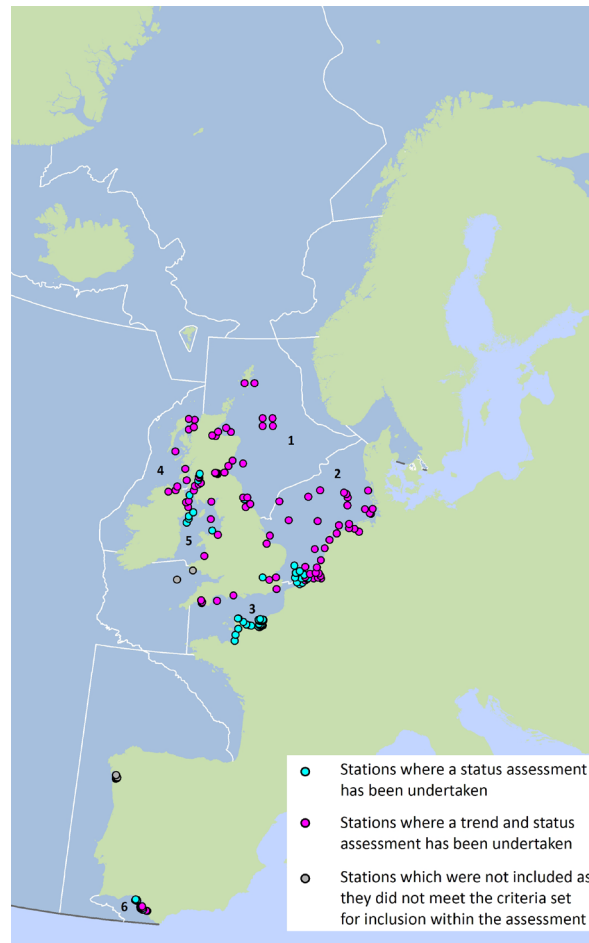 1
2
4
5
3
6
Stations where a status assessment
has been undertaken
Stations where a trend and status
assessment has been undertaken
Stations which were not included as
they did not meet the criteria set
for inclusion within the assessment